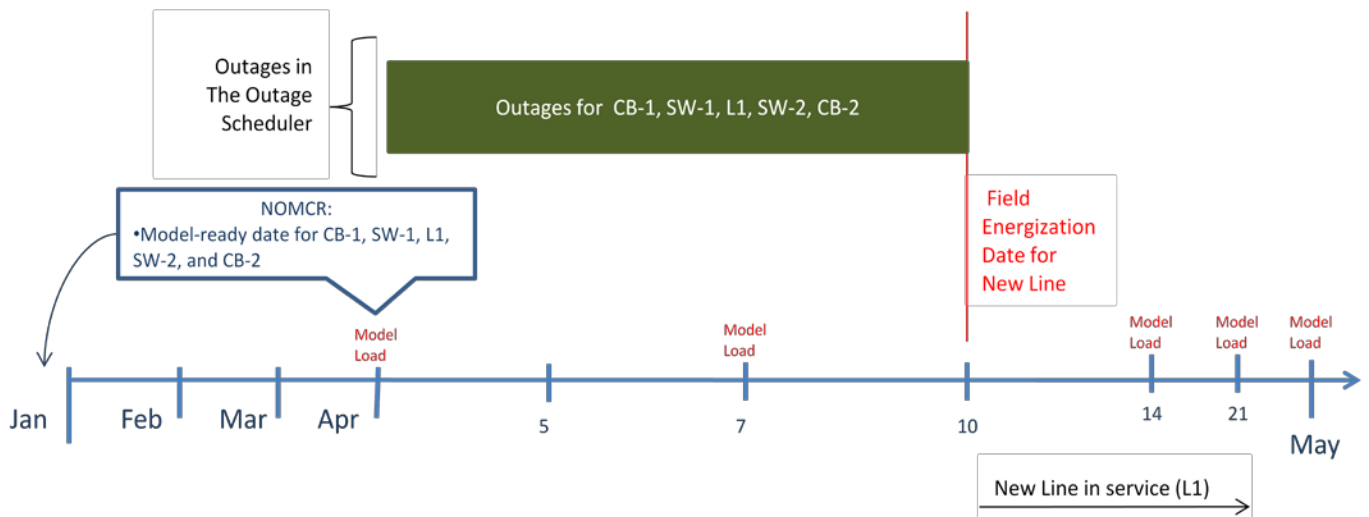 Outages in
The Outage
Scheduler
Outages for CB-1, SW-1, L1, SW-2, CB-2
NOMCR:
•Model-ready date for CB-1, SW-1, L1,
SW-2, and CB-2
Field
Energization
Date for
New Line
Model
Load
Model
Load
Model
Load
Model
Load
Model
Load
Jan
Feb
Mar
Apr
5
7
10
14
21
May
New Line in service (L1)